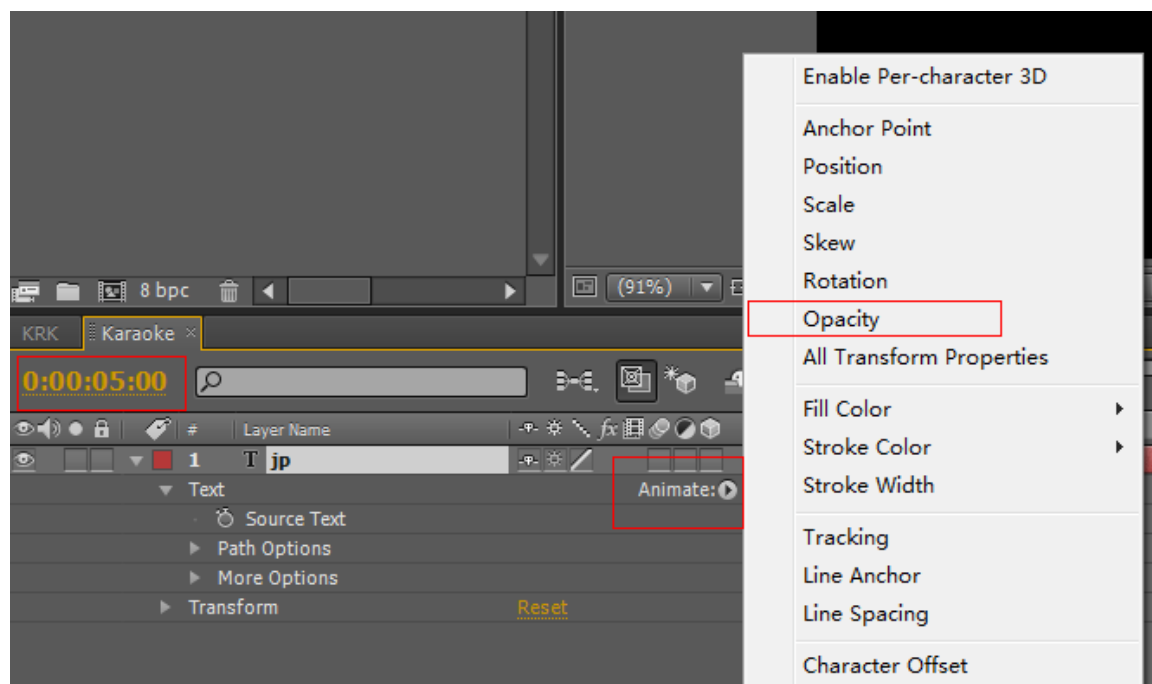 Enable Per-character 3D
Anchor Point
Position
Scale
Skew
Rotation
Opacity
All Transform Properties
Fill Color
Stroke Color
Stroke Width
Tracking
Line Anchor
Line Spacing
Character Offset
8 bpc
(91%)
KRK Karaoke ×
0:00:05:00
# Layer Name fx
1 T jp
Text Animate:
Source Text
Path Options
More Options
Transform Reset